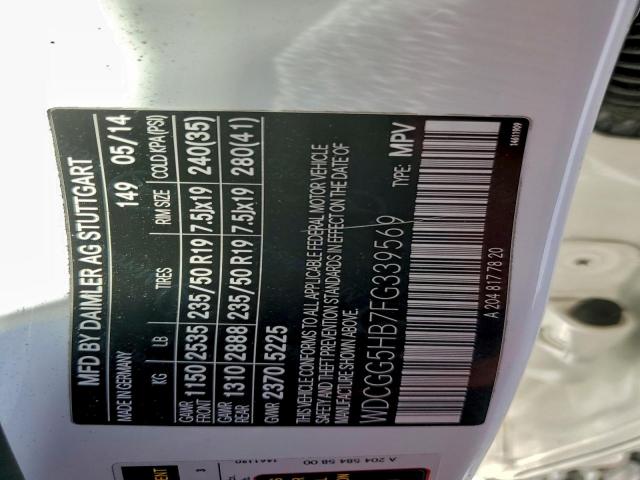 MFD BY DAIMLER AG STUTTGART
MADE IN GERMANY 149 05/14
KG LB TIRES RIM SIZE COLD KPA(PSI)
GAWR FRONT 1150 2535 235/50 R19 7.5Jx19 240(35)
GAWR REAR 1310 2888 235/50 R19 7.5Jx19 280(41)
GVWR 2370 5225
THIS VEHICLE CONFORMS TO ALL APPLICABLE FEDERAL MOTOR VEHICLE
SAFETY AND THEFT PREVENTION STANDARDS IN EFFECT ON THE DATE OF
MANUFACTURE SHOWN ABOVE.
WDCGG5HB7FG339569 TYPE: MPV
A 204 817 78 20
1461190
A 204 584 58 00
3